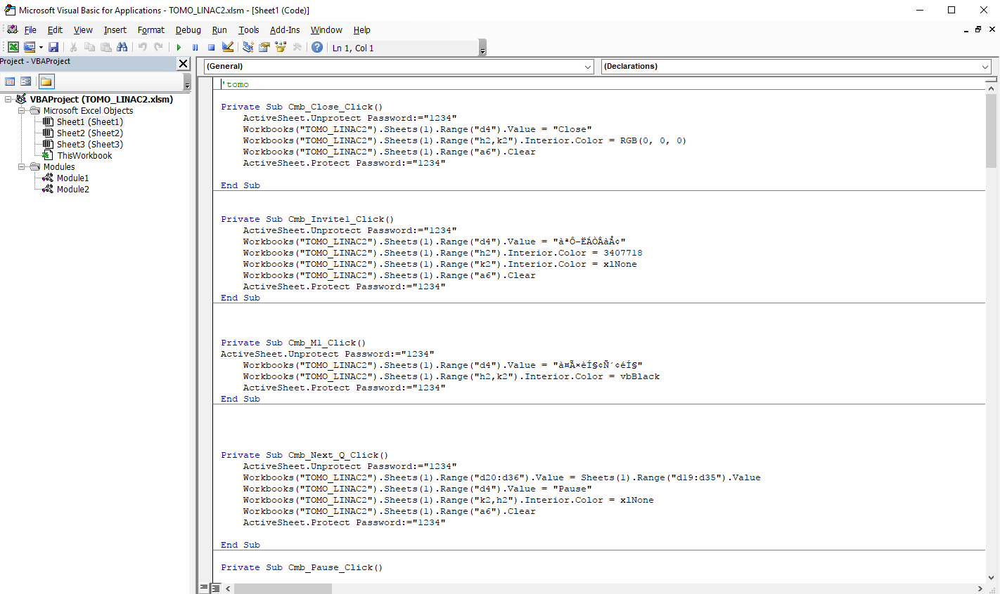 Microsoft Visual Basic for Applications - TOMO_LINAC2.xlsm - [Sheet1 (Code)]
File Edit View Insert Format Debug Run Tools Add-Ins Window Help
Ln 1, Col 1
Project - VBAProject
VBAProject (TOMO_LINAC2.xlsm)
Microsoft Excel Objects
Sheet1 (Sheet1)
Sheet2 (Sheet2)
Sheet3 (Sheet3)
ThisWorkbook
Modules
Module1
Module2
(General)
(Declarations)
'tomo
Private Sub Cmb_Close_Click()
ActiveSheet.Unprotect Password:="1234"
Workbooks("TOMO_LINAC2").Sheets(1).Range("d4").Value = "Close"
Workbooks("TOMO_LINAC2").Sheets(1).Range("h2,k2").Interior.Color = RGB(0, 0, 0)
Workbooks("TOMO_LINAC2").Sheets(1).Range("a6").Clear
ActiveSheet.Protect Password:="1234"
End Sub
Private Sub Cmb_Invite1_Click()
ActiveSheet.Unprotect Password:="1234"
Workbooks("TOMO_LINAC2").Sheets(1).Range("d4").Value = "àªÔ-ËÁÒÂàÅ¢"
Workbooks("TOMO_LINAC2").Sheets(1).Range("h2").Interior.Color = 3407718
Workbooks("TOMO_LINAC2").Sheets(1).Range("k2").Interior.Color = xlNone
Workbooks("TOMO_LINAC2").Sheets(1).Range("a6").Clear
ActiveSheet.Protect Password:="1234"
End Sub
Private Sub Cmb_M1_Click()
ActiveSheet.Unprotect Password:="1234"
Workbooks("TOMO_LINAC2").Sheets(1).Range("d4").Value = "à¤Ã×èÍ§¢Ñ´¢éÍ§"
Workbooks("TOMO_LINAC2").Sheets(1).Range("h2,k2").Interior.Color = vbBlack
ActiveSheet.Protect Password:="1234"
End Sub
Private Sub Cmb_Next_Q_Click()
ActiveSheet.Unprotect Password:="1234"
Workbooks("TOMO_LINAC2").Sheets(1).Range("d20:d36").Value = Sheets(1).Range("d19:d35").Value
Workbooks("TOMO_LINAC2").Sheets(1).Range("d4").Value = "Pause"
Workbooks("TOMO_LINAC2").Sheets(1).Range("k2,h2").Interior.Color = xlNone
Workbooks("TOMO_LINAC2").Sheets(1).Range("a6").Clear
ActiveSheet.Protect Password:="1234"
End Sub
Private Sub Cmb_Pause_Click()